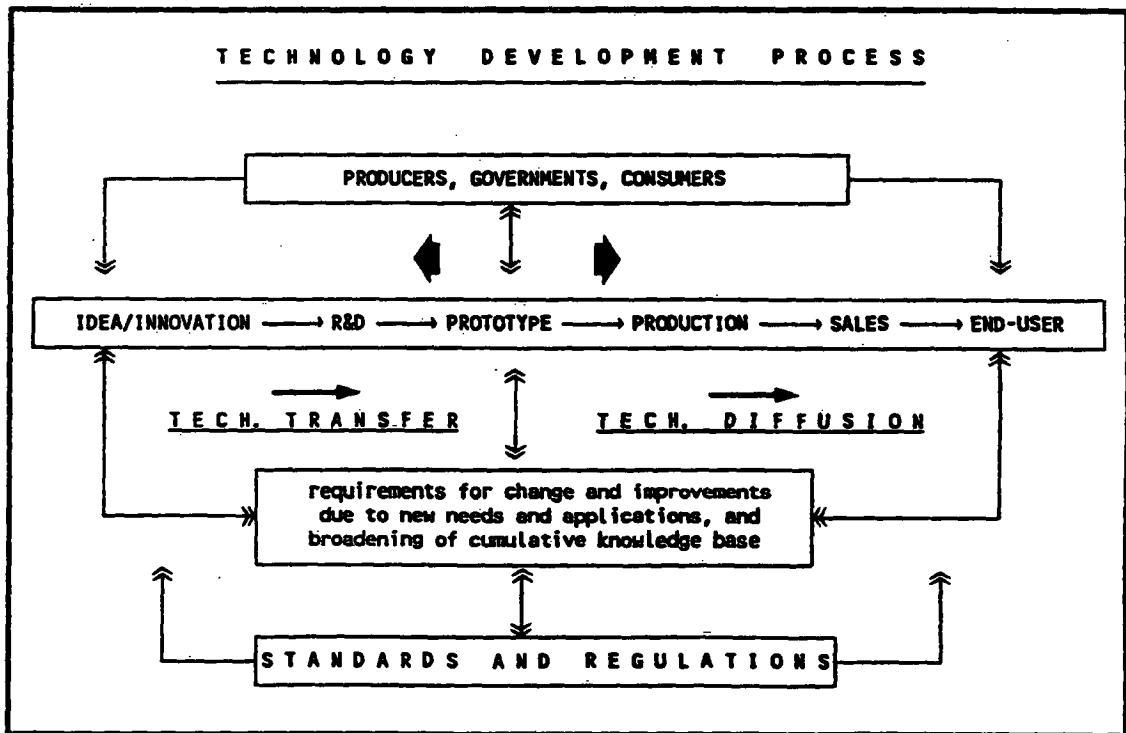 TECHNOLOGY DEVELOPMENT PROCESS
PRODUCERS, GOVERNMENTS, CONSUMERS
IDEA/INNOVATION → R&D → PROTOTYPE → PRODUCTION → SALES → END-USER
TECH. TRANSFER
TECH. DIFFUSION
requirements for change and improvements
due to new needs and applications, and
broadening of cumulative knowledge base
STANDARDS AND REGULATIONS